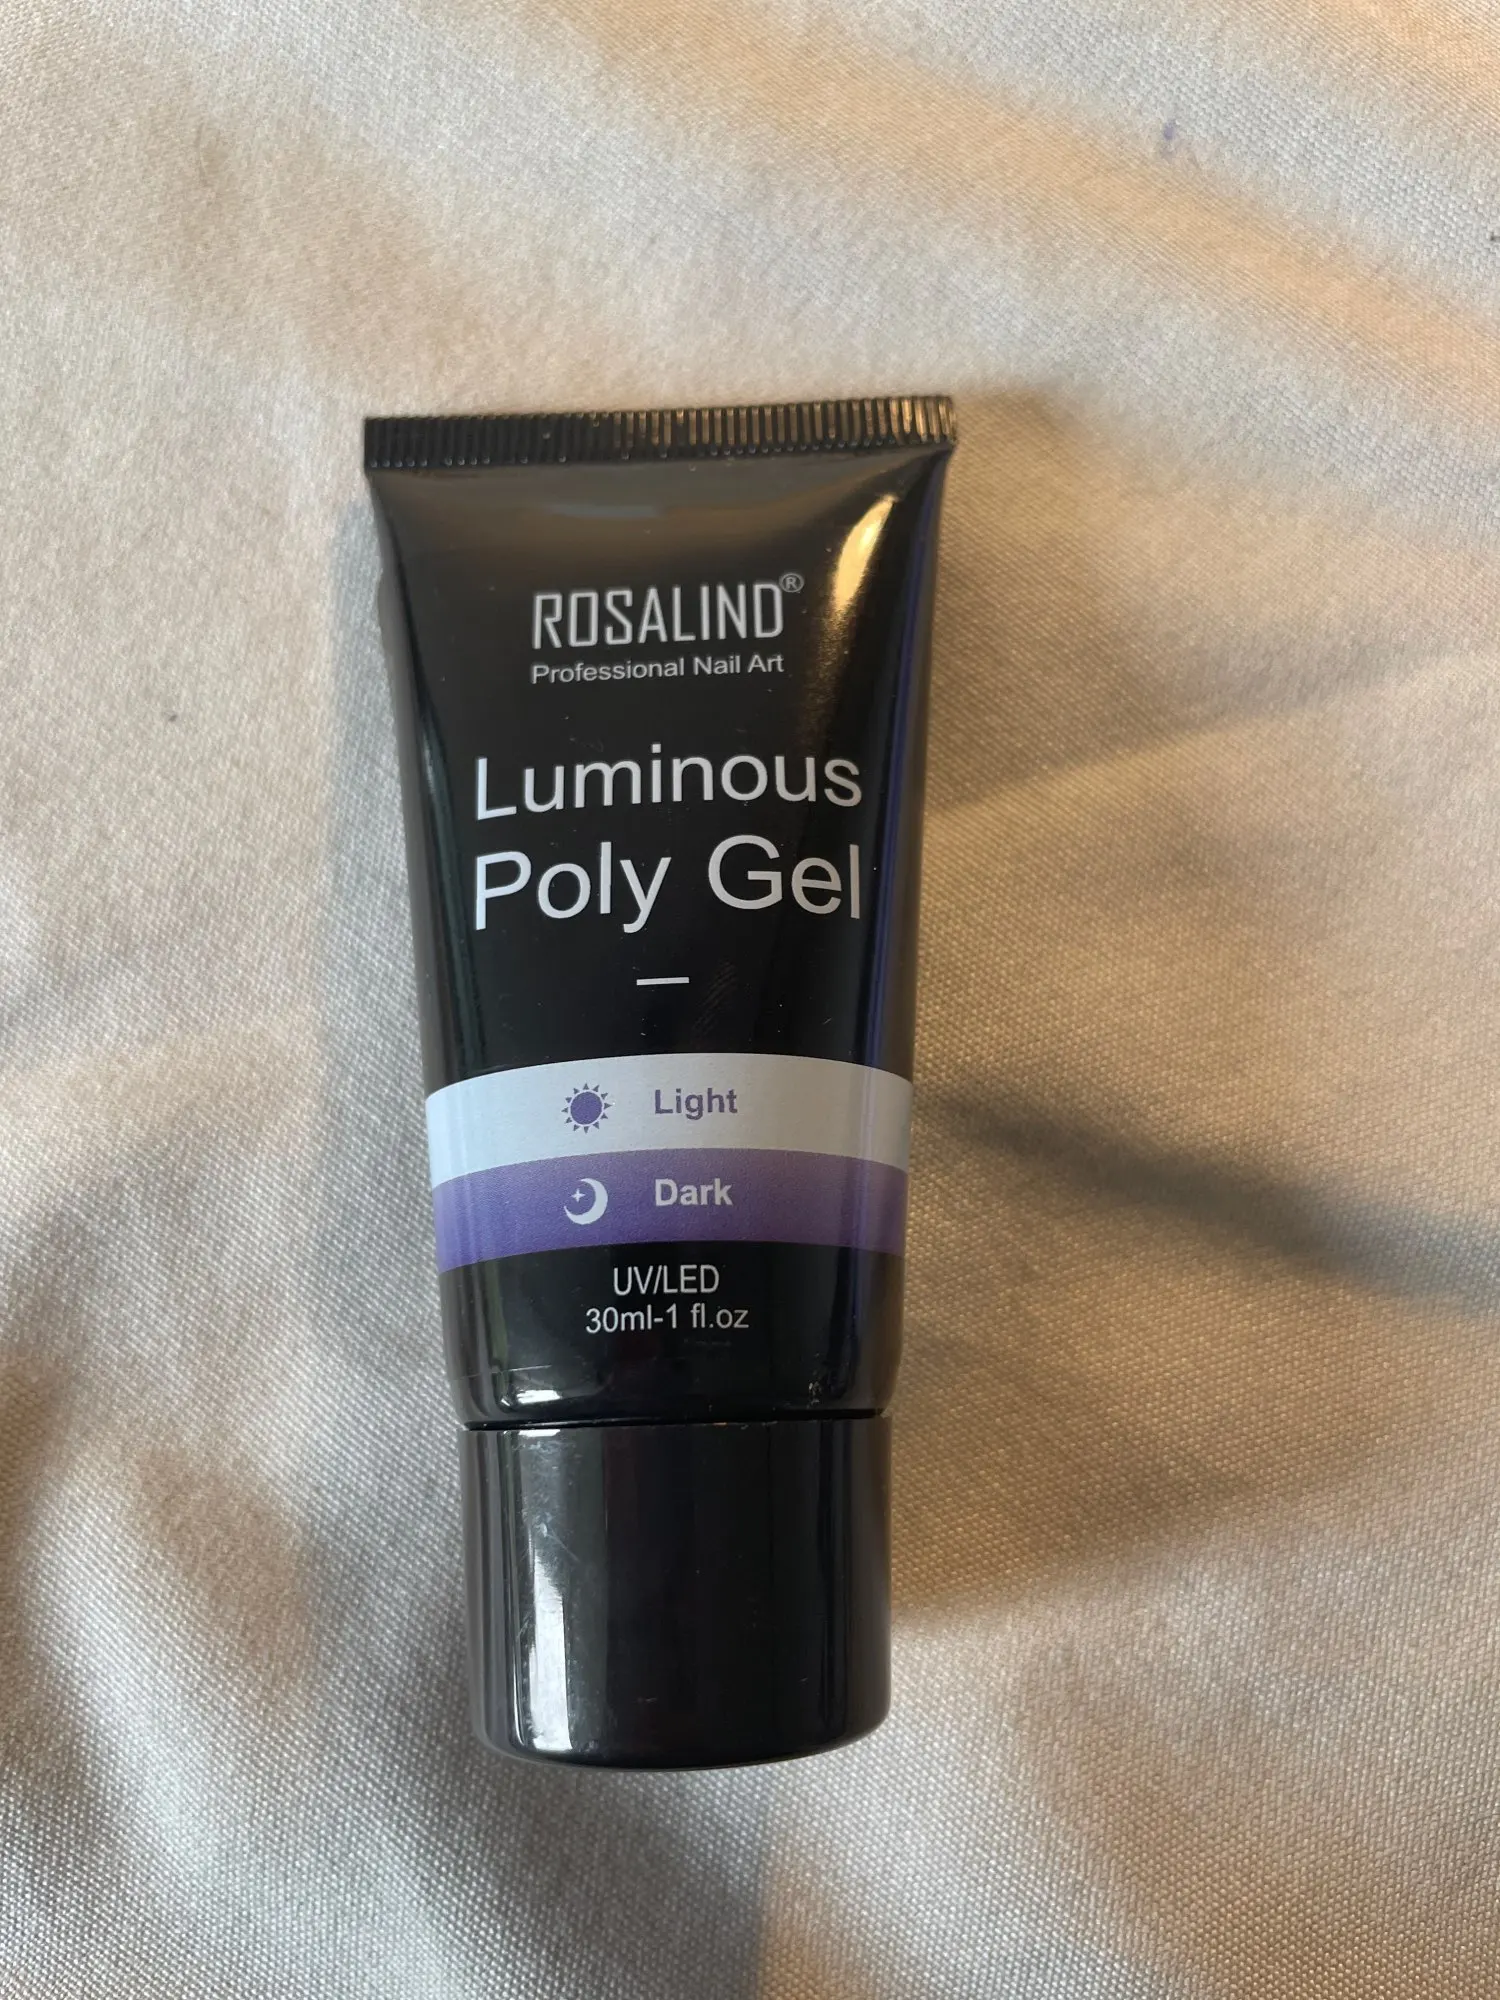 ROSALIND®
Professional Nail Art
Luminous
Poly Gel
Light
Dark
UV/LED
30ml-1 fl.oz